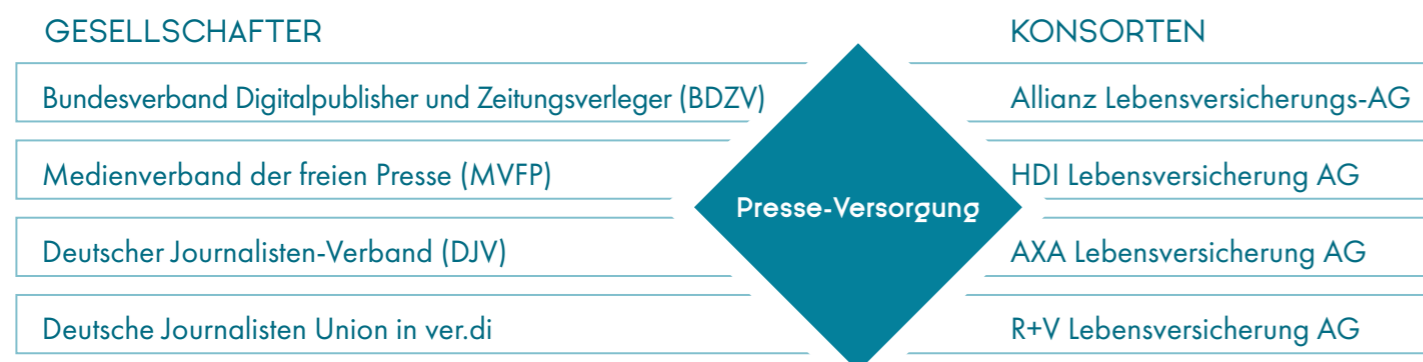 GESELLSCHAFTER
Bundesverband Digitalpublisher und Zeitungsverleger (BDZV)
Medienverband der freien Presse (MVFP)
Deutscher Journalisten-Verband (DJV)
Deutsche Journalisten Union in ver.di
Presse-Versorgung
KONSORTEN
Allianz Lebensversicherungs-AG
HDI Lebensversicherung AG
AXA Lebensversicherung AG
R+V Lebensversicherung AG